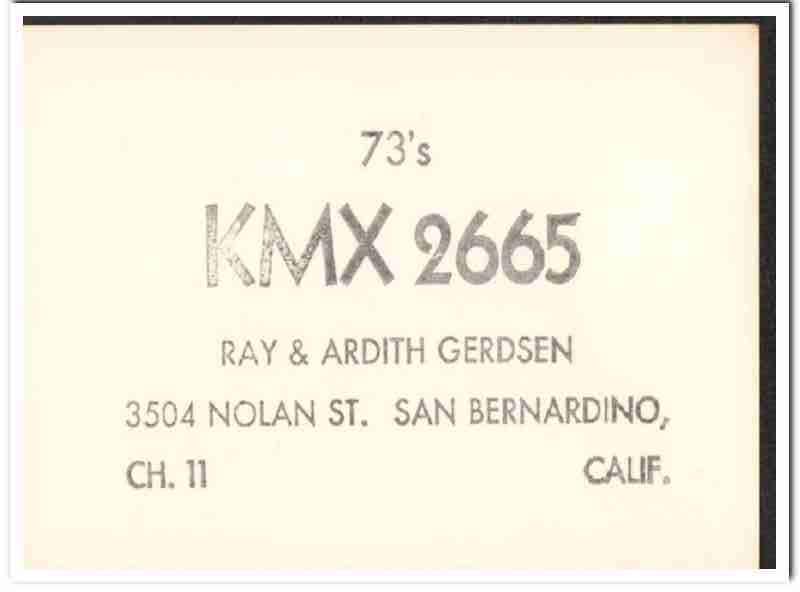 73's
KMX 2665
RAY & ARDITH GERDSEN
3504 NOLAN ST. SAN BERNARDINO,
CH. 11 CALIF.